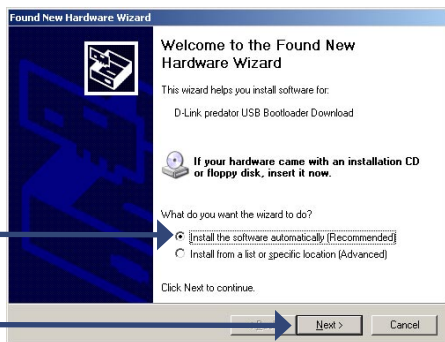 Found New Hardware Wizard
Welcome to the Found New
Hardware Wizard
This wizard helps you install software for:
D-Link predator USB Bootloader Download
If your hardware came with an installation CD
or floppy disk, insert it now.
What do you want the wizard to do?
Install the software automatically (Recommended)
Install from a list or specific location (Advanced)
Click Next to continue.
Next > Cancel